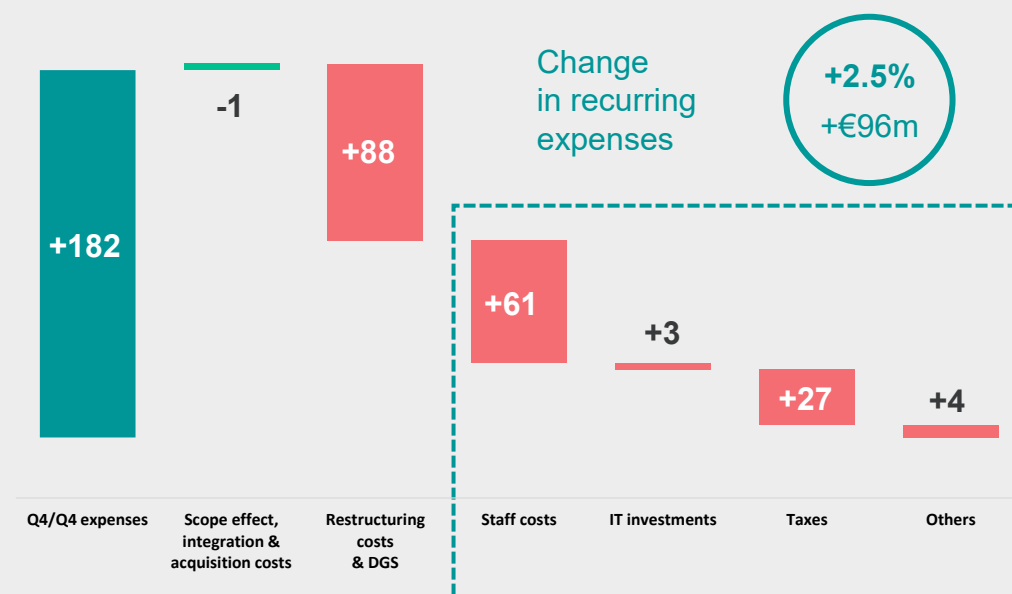 Change
in recurring
expenses
+2.5%
+€96m
+182
-1
+88
+61
+3
+27
+4
Q4/Q4 expenses
Scope effect,
integration &
acquisition costs
Restructuring
costs
& DGS
Staff costs
IT investments
Taxes
Others